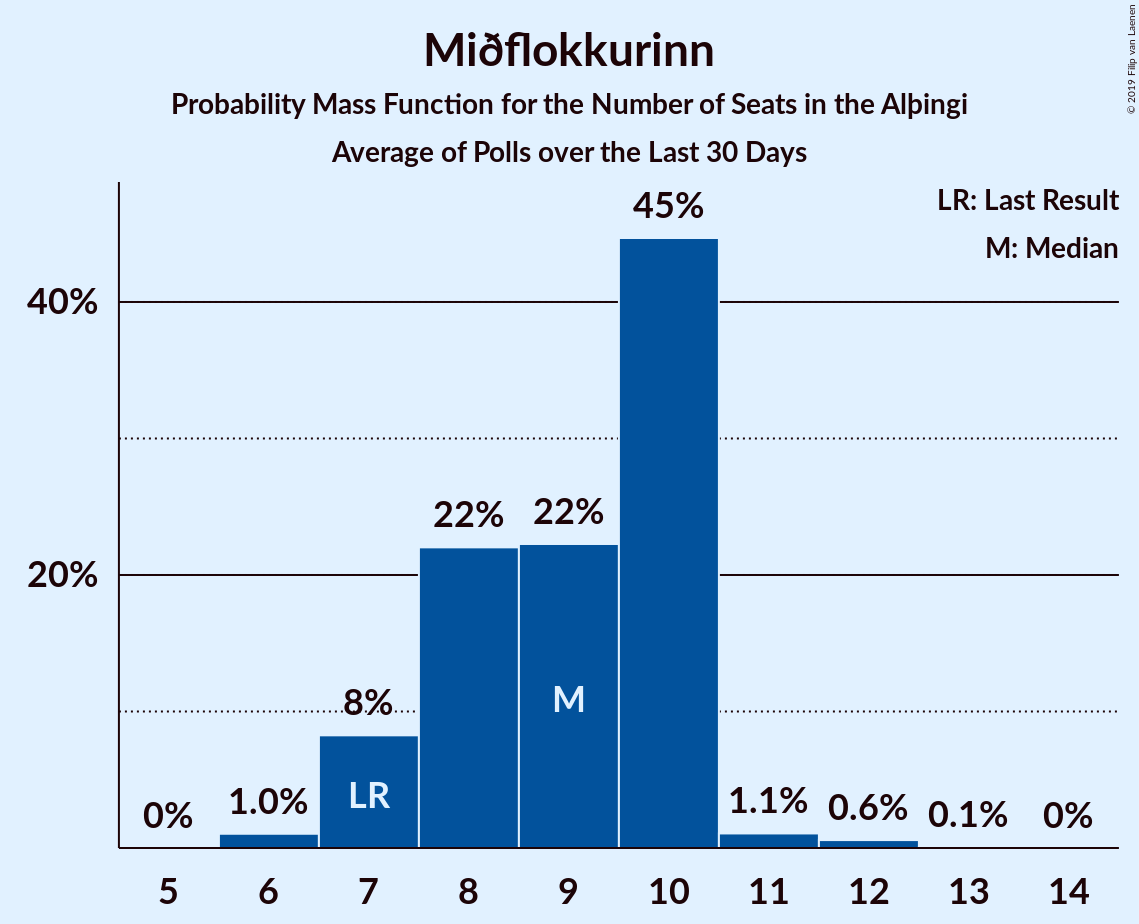 Miðflokkurinn
Probability Mass Function for the Number of Seats in the Alþingi
Average of Polls over the Last 30 Days
© 2019 Filip van Laenen
LR: Last Result
M: Median
45%
40%
22%
22%
20%
8%
M
LR
0%
1.0%
1.1%
0.6%
0.1%
0%
5 6 7 8 9 10 11 12 13 14